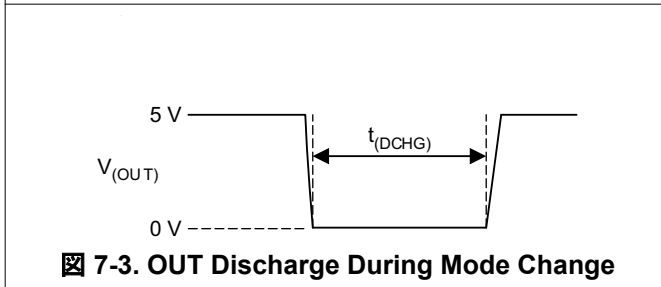 5 V
t(DCHG)
V(OUT)
0 V
図 7-3. OUT Discharge During Mode Change